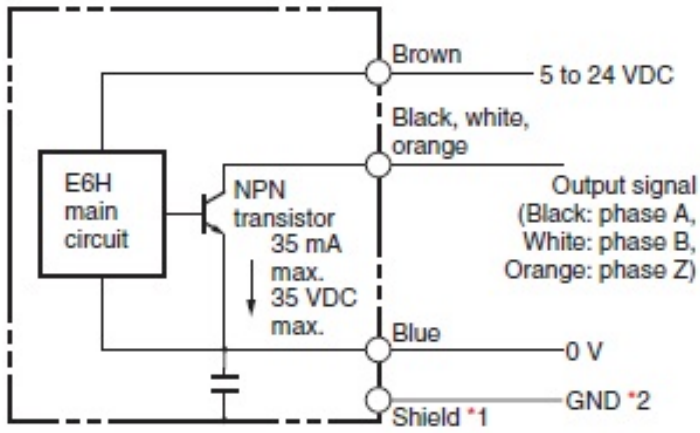 Brown
5 to 24 VDC
Black, white,
orange
E6H
main
circuit
NPN
transistor
35 mA
max.
35 VDC
max.
Output signal
(Black: phase A,
White: phase B,
Orange: phase Z)
Blue
0 V
Shield *1
GND *2